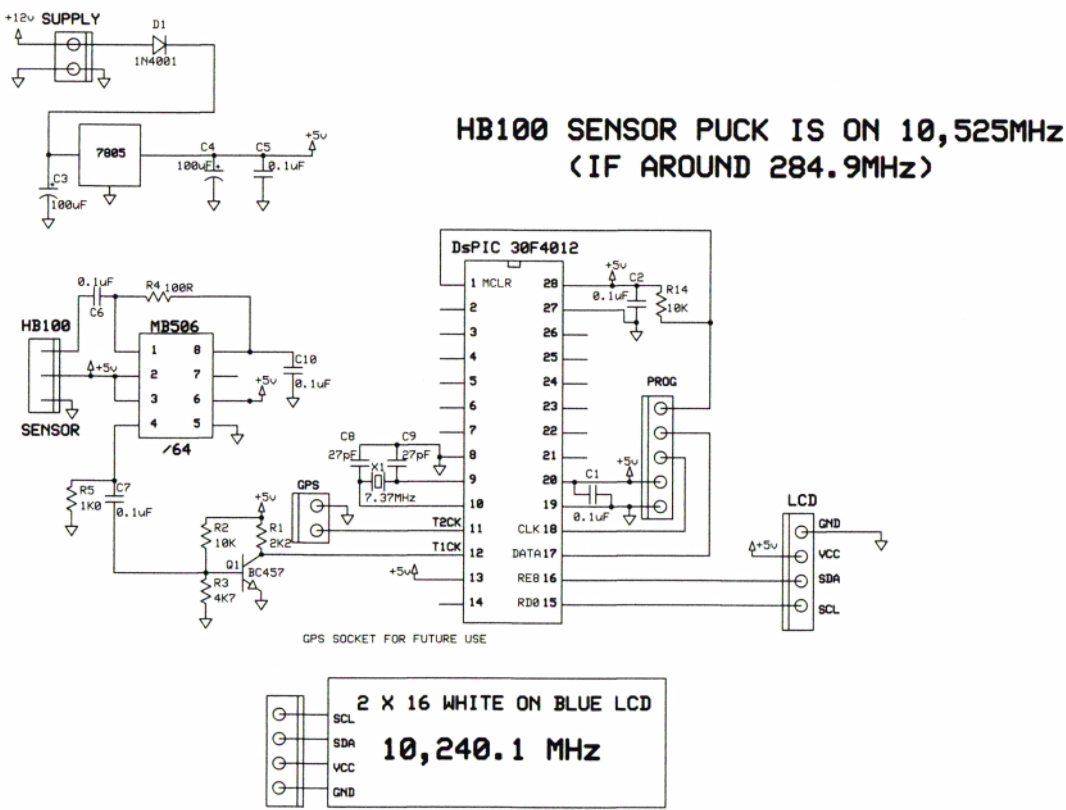 +12v SUPPLY
D1
1N4001
7805
C3
100uF
C4
100uF
C5
0.1uF
+5v
HB100 SENSOR PUCK IS ON 10,525MHz
(IF AROUND 284.9MHz)
DsPIC 30F4012
1 MCLR
2
3
4
5
6
7
8
9
10
11
12
13
14
28
27
26
25
24
23
22
21
20
19
CLK 18
DATA 17
RE8 16
RD0 15
+5v
C2
0.1uF
R14
10K
PROG
C1
0.1uF
+5v
0.1uF
C6
R4 100R
HB100
SENSOR
+5v
MB506
1 8
2 7
3 6
4 5
/64
+5v
C10
0.1uF
C8
27pF
C9
27pF
X1
7.37MHz
GPS
T2CK
T1CK
+5v
R5
1K0
C7
0.1uF
+5v
R2
10K
R1
2K2
Q1
BC457
R3
4K7
LCD
GND
VCC
SDA
SCL
+5v
GPS SOCKET FOR FUTURE USE
SCL
SDA
VCC
GND
2 X 16 WHITE ON BLUE LCD
10,240.1 MHz